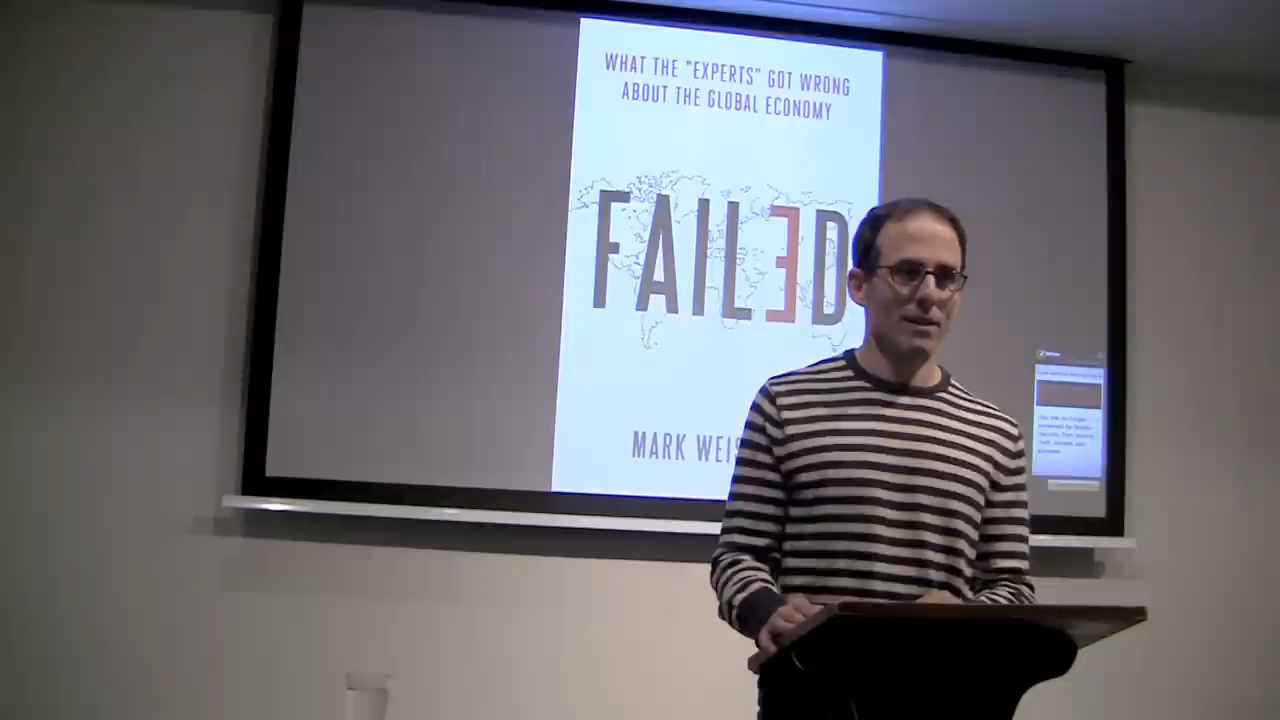 WHAT THE "EXPERTS" GOT WRONG
ABOUT THE GLOBAL ECONOMY
FAILED
MARK WEIS